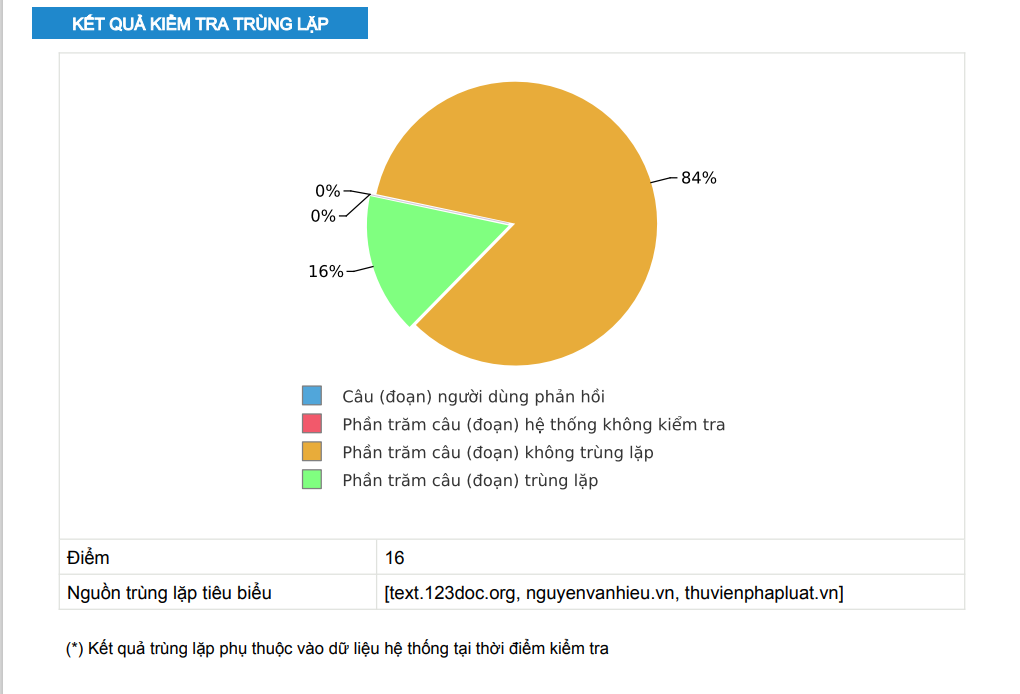 KẾT QUẢ KIỂM TRA TRÙNG LẶP
84%
0%
0%
16%
Câu (đoạn) người dùng phản hồi
Phần trăm câu (đoạn) hệ thống không kiểm tra
Phần trăm câu (đoạn) không trùng lặp
Phần trăm câu (đoạn) trùng lặp
Điểm 16
Nguồn trùng lặp tiêu biểu [text.123doc.org, nguyenvanhieu.vn, thuvienphapluat.vn]
(*) Kết quả trùng lặp phụ thuộc vào dữ liệu hệ thống tại thời điểm kiểm tra